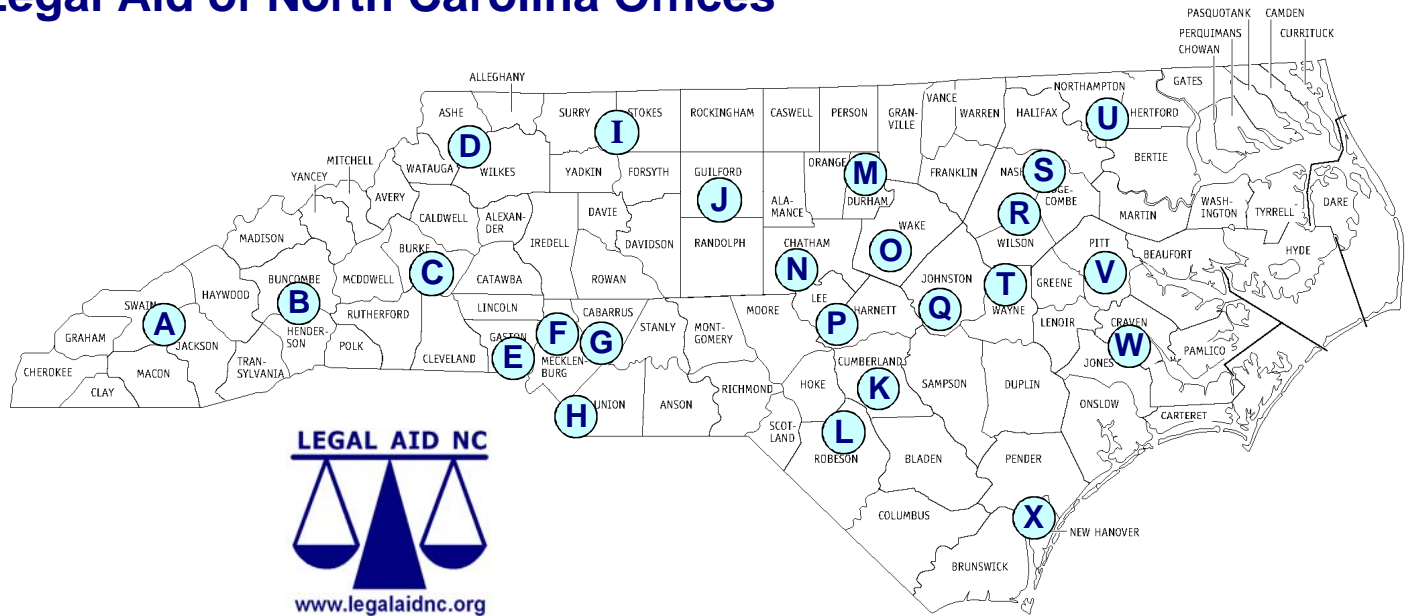 Legal Aid of North Carolina Offices
PASQUOTANK CAMDEN
PERQUIMANS CURRITUCK
CHOWAN
ALLEGHANY
ASHE
SURRY
STOKES
ROCKINGHAM
CASWELL
PERSON
GRAN-
VILLE
VANCE
WARREN
HALIFAX
NORTHAMPTON
GATES
HERTFORD
U
I
D
MITCHELL
YANCEY
WATAUGA
WILKES
YADKIN
FORSYTH
GUILFORD
J
ORANGE
M
DURHAM
FRANKLIN
NASH
S
BERTIE
AVERY
CALDWELL
ALEXAN-
DER
IREDELL
DAVIE
DAVIDSON
RANDOLPH
ALA-
MANCE
CHATHAM
N
WAKE
O
R
WILSON
MARTIN
WASH-
INGTON
TYRRELL
DARE
MADISON
BURKE
C
CATAWBA
ROWAN
JOHNSTON
Q
T
WAYNE
GREENE
PITT
V
BEAUFORT
HYDE
SWAIN
A
HAYWOOD
BUNCOMBE
B
MCDOWELL
RUTHERFORD
LINCOLN
CABARRUS
F
G
STANLY
MONT-
GOMERY
MOORE
LEE
P
HARNETT
LENOIR
CRAVEN
W
JONES
PAMLICO
GRAHAM
JACKSON
HENDER-
SON
POLK
CLEVELAND
E
MECKLEN-
BURG
CHEROKEE
MACON
CLAY
TRAN-
SYLVANIA
H
UNION
ANSON
RICHMOND
HOKE
CUMBERLAND
K
SAMPSON
DUPLIN
ONSLOW
CARTERET
SCOT-
LAND
L
ROBESON
BLADEN
PENDER
COLUMBUS
X
NEW HANOVER
BRUNSWICK
LEGAL AID NC
www.legalaidnc.org